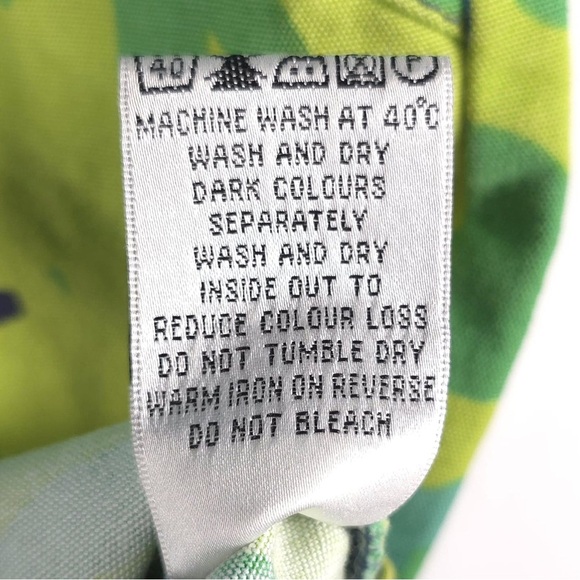 40 P
MACHINE WASH AT 40°C
WASH AND DRY
DARK COLOURS
SEPARATELY
WASH AND DRY
INSIDE OUT TO
REDUCE COLOUR LOSS
DO NOT TUMBLE DRY
WARM IRON ON REVERSE
DO NOT BLEACH